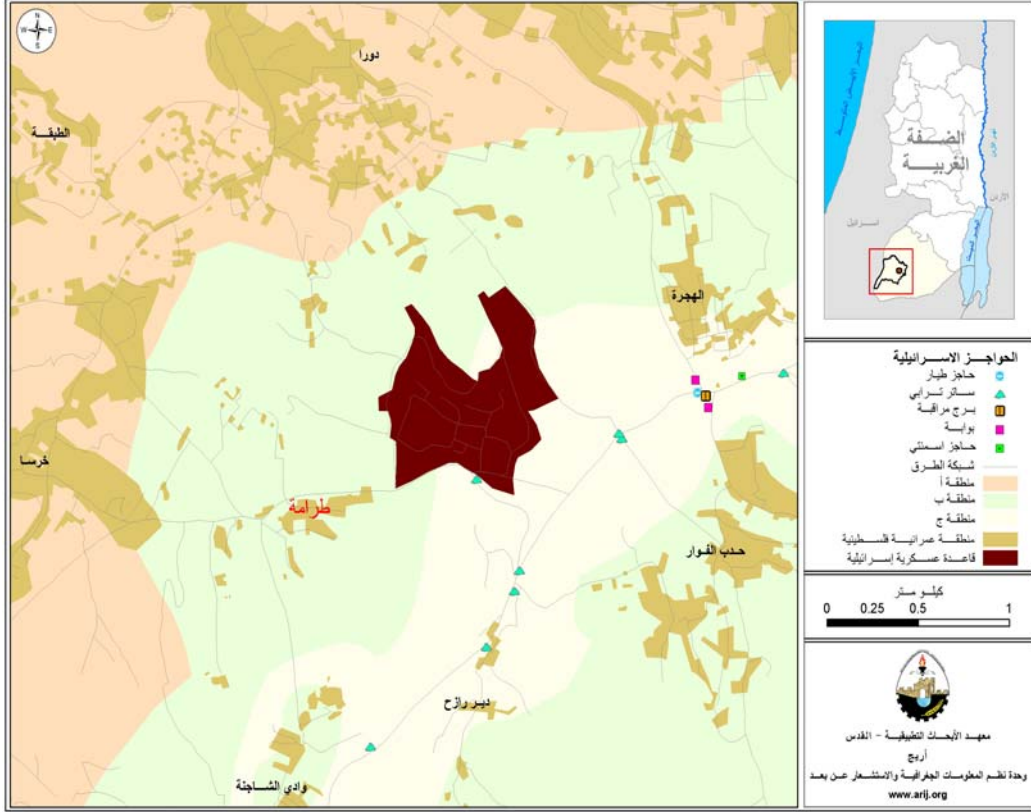 N
W E
S
دورا
الطبقة
الهجرة
خرسا
طرامة
حدب الفوار
دير رازح
وادي الشاجنة
البحر الأبيض المتوسط
الضفة
الغربية
نهر الأردن
الأردن
اسرائيل
البحر الميت
الحواجز الاسرائيلية
حاجز طيار
ساتر ترابي
برج مراقبة
بوابة
حاجز اسمنتي
شبكة الطرق
منطقة أ
منطقة ب
منطقة ج
منطقة عمرانية فلسطينية
قاعدة عسكرية إسرائيلية
كيلو متر
0 0.25 0.5 1
معهد الأبحاث التطبيقية - القدس
أريج
وحدة نظم المعلومات الجغرافية والاستشعار عن بعد
www.arij.org